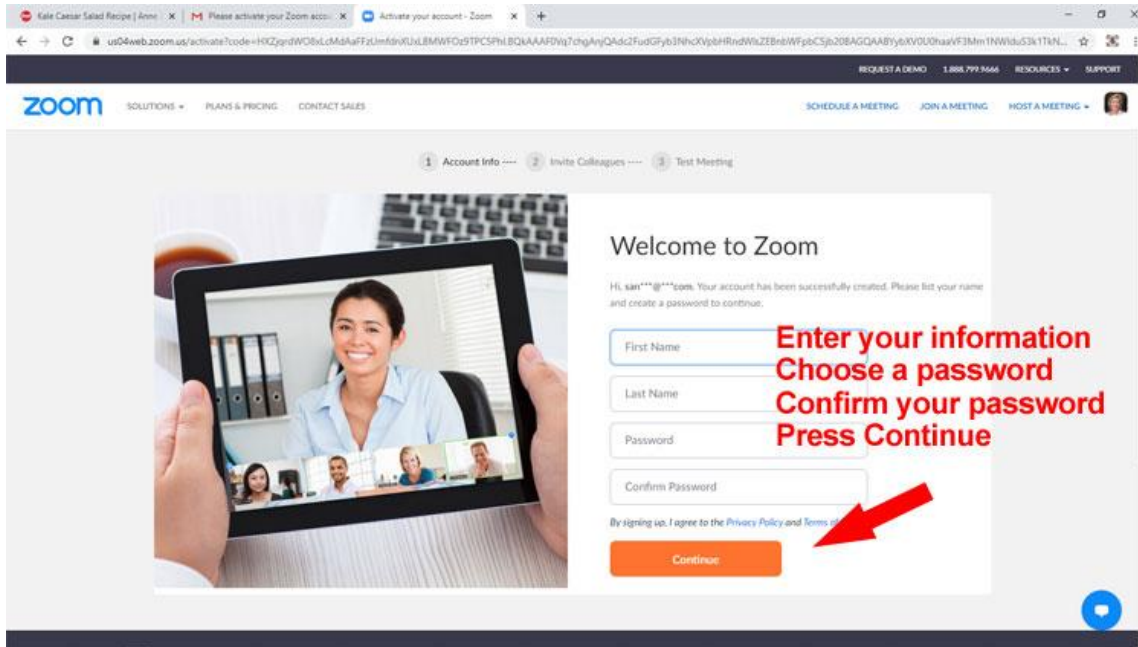 Kale Caesar Salad Recipe | Anne
Please activate your Zoom accou
Activate your account - Zoom
REQUEST A DEMO 1.888.799.9666 RESOURCES SUPPORT
zoom SOLUTIONS PLANS & PRICING CONTACT SALES SCHEDULE A MEETING JOIN A MEETING HOST A MEETING
1 Account Info ---- 2 Invite Colleagues ---- 3 Test Meeting
Welcome to Zoom
Hi, san***@***com. Your account has been successfully created. Please list your name
and create a password to continue.
First Name
Last Name
Password
Confirm Password
Enter your information
Choose a password
Confirm your password
Press Continue
By signing up, I agree to the Privacy Policy and Terms of
Continue